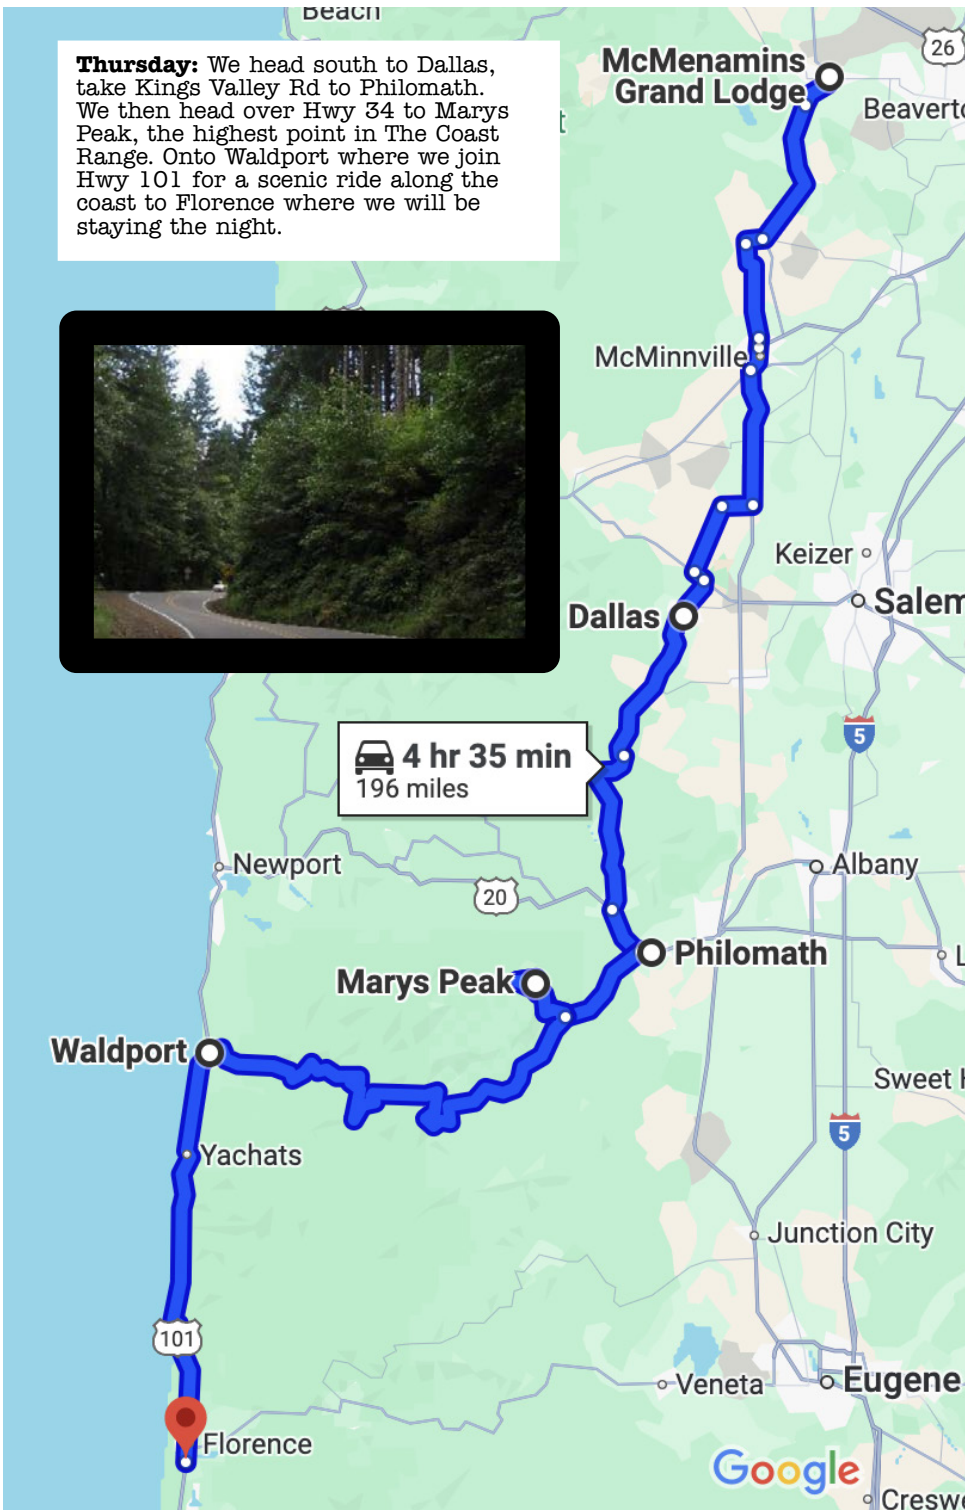 Beach
Thursday: We head south to Dallas,
take Kings Valley Rd to Philomath.
We then head over Hwy 34 to Marys
Peak, the highest point in The Coast
Range. Onto Waldport where we join
Hwy 101 for a scenic ride along the
coast to Florence where we will be
staying the night.
26
McMenamins
Grand Lodge
Beaverto
t
McMinnville
Keizer
Salem
Dallas
5
4 hr 35 min
196 miles
Newport
Albany
20
Philomath
L
Marys Peak
Waldport
Sweet H
5
Yachats
Junction City
101
Veneta
Eugene
Florence
Google
Creswe